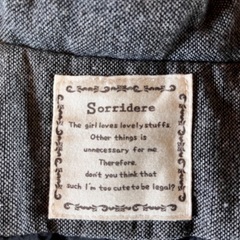 Sorridere
The girl loves lovely stuffs.
Other things is
unnecessary for me.
Therefore,
don't you think that
such I'm too cute to be legal?